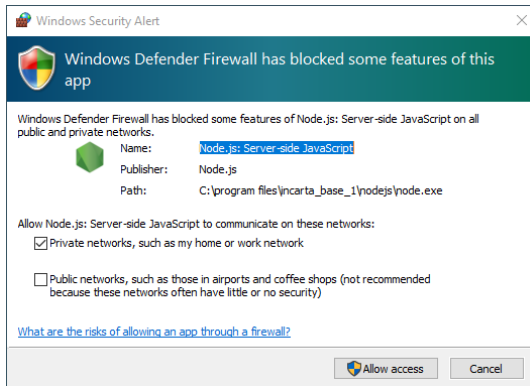 Windows Security Alert
Windows Defender Firewall has blocked some features of this
app
Windows Defender Firewall has blocked some features of Node.js: Server-side JavaScript on all
public and private networks.
Name: Node.js: Server-side JavaScript
Publisher: Node.js
Path: C:\program files\incarta_base_1\nodejs\node.exe
Allow Node.js: Server-side JavaScript to communicate on these networks:
Private networks, such as my home or work network
Public networks, such as those in airports and coffee shops (not recommended
because these networks often have little or no security)
What are the risks of allowing an app through a firewall?
Allow access Cancel